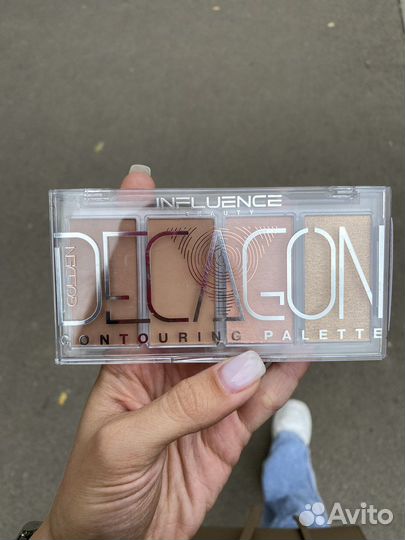 INFLUENCE
BEAUTY
DECAGON
CONTOURING PALETTE
Avito